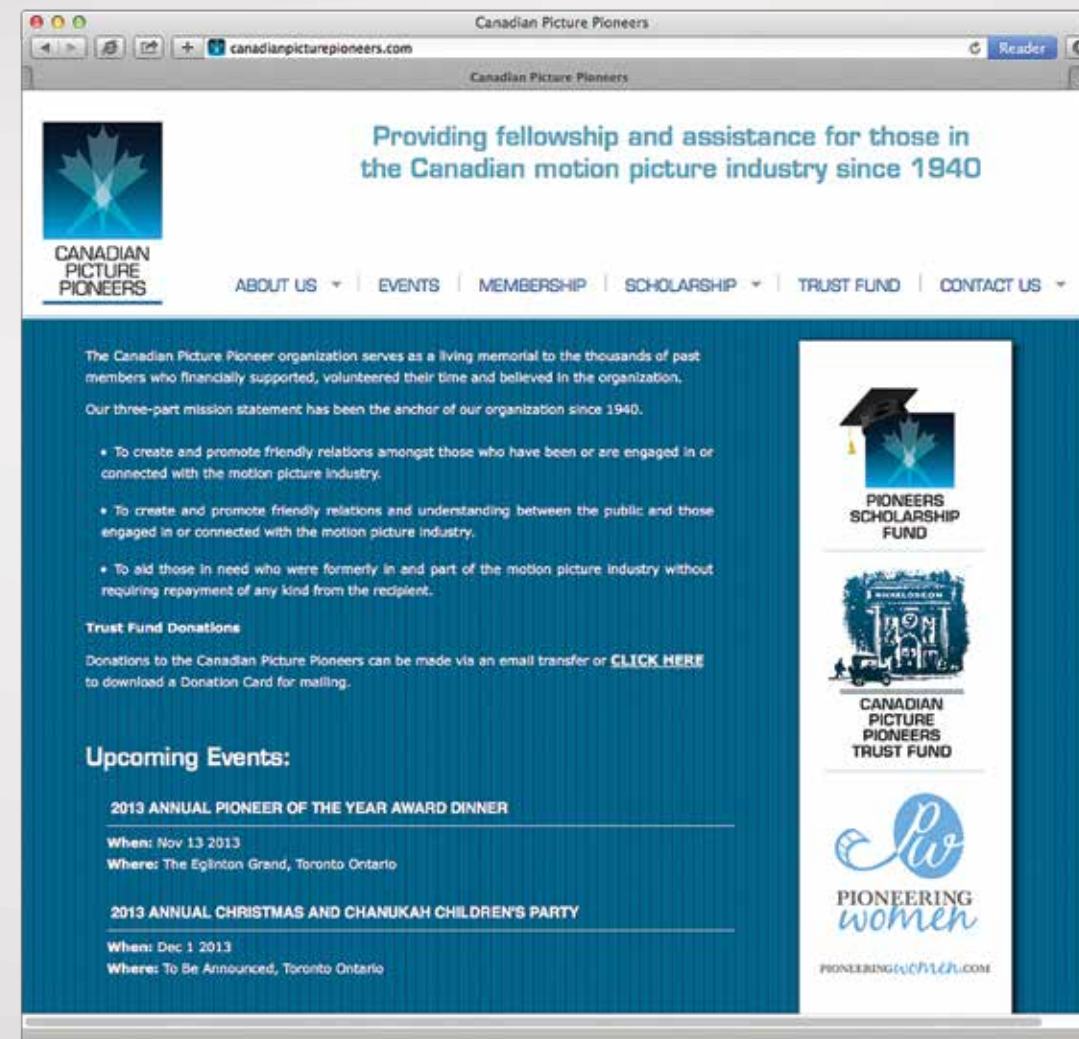 Canadian Picture Pioneers
canadianpicturepioneers.com
Reader
Canadian Picture Pioneers
CANADIAN
PICTURE
PIONEERS
Providing fellowship and assistance for those in
the Canadian motion picture industry since 1940
ABOUT US
EVENTS
MEMBERSHIP
SCHOLARSHIP
TRUST FUND
CONTACT US
The Canadian Picture Pioneer organization serves as a living memorial to the thousands of past
members who financially supported, volunteered their time and believed in the organization.
Our three-part mission statement has been the anchor of our organization since 1940.
• To create and promote friendly relations amongst those who have been or are engaged in or
connected with the motion picture industry.
• To create and promote friendly relations and understanding between the public and those
engaged in or connected with the motion picture industry.
• To aid those in need who were formerly in and part of the motion picture industry without
requiring repayment of any kind from the recipient.
Trust Fund Donations
Donations to the Canadian Picture Pioneers can be made via an email transfer or CLICK HERE
to download a Donation Card for mailing.
Upcoming Events:
2013 ANNUAL PIONEER OF THE YEAR AWARD DINNER
When: Nov 13 2013
Where: The Eglinton Grand, Toronto Ontario
2013 ANNUAL CHRISTMAS AND CHANUKAH CHILDREN'S PARTY
When: Dec 1 2013
Where: To Be Announced, Toronto Ontario
PIONEERS
SCHOLARSHIP
FUND
CANADIAN
PICTURE
PIONEERS
TRUST FUND
Pw
PIONEERING
women
PIONEERINGwomen.COM